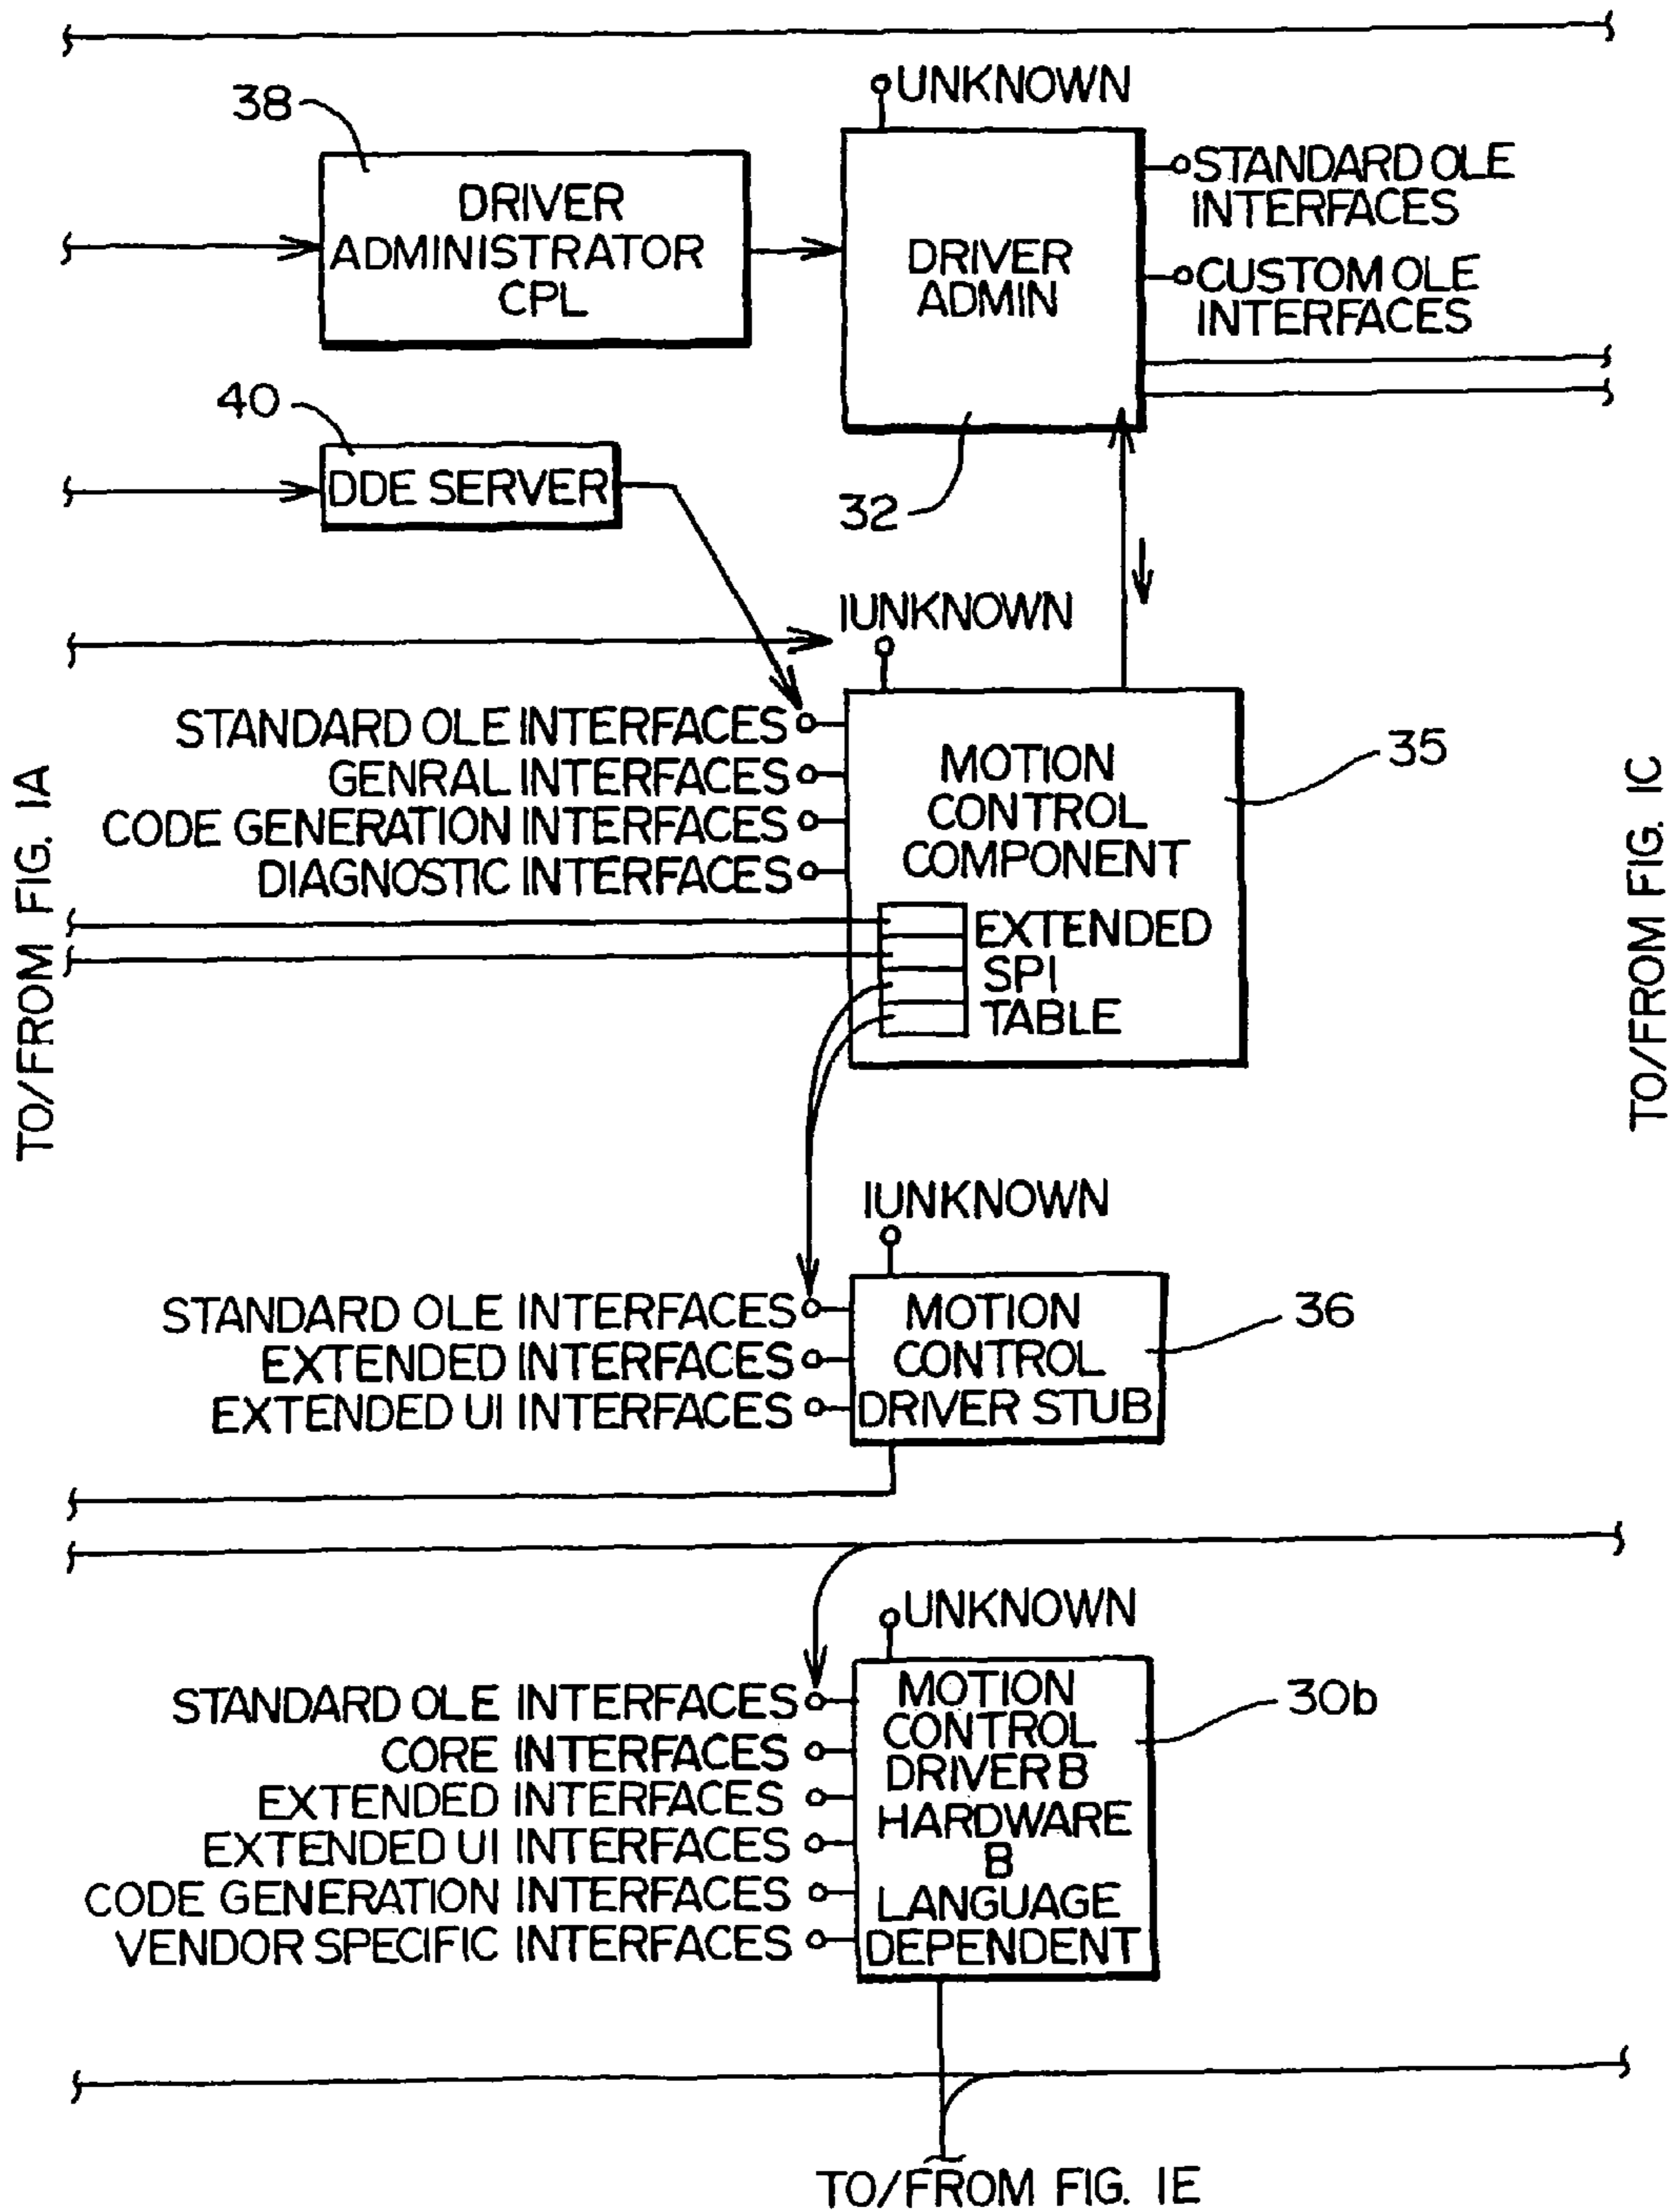 UNKNOWN
38
DRIVER
ADMINISTRATOR
CPL
DRIVER
ADMIN
STANDARD OLE
INTERFACES
CUSTOM OLE
INTERFACES
40
DDE SERVER
32
IUNKNOWN
STANDARD OLE INTERFACES
GENRAL INTERFACES
CODE GENERATION INTERFACES
DIAGNOSTIC INTERFACES
MOTION
CONTROL
COMPONENT
35
EXTENDED
SPI
TABLE
TO/FROM FIG. 1A
TO/FROM FIG. 1C
IUNKNOWN
STANDARD OLE INTERFACES
EXTENDED INTERFACES
EXTENDED UI INTERFACES
MOTION
CONTROL
DRIVER STUB
36
UNKNOWN
STANDARD OLE INTERFACES
CORE INTERFACES
EXTENDED INTERFACES
EXTENDED UI INTERFACES
CODE GENERATION INTERFACES
VENDOR SPECIFIC INTERFACES
MOTION
CONTROL
DRIVER B
HARDWARE
B
LANGUAGE
DEPENDENT
30b
TO/FROM FIG. 1E